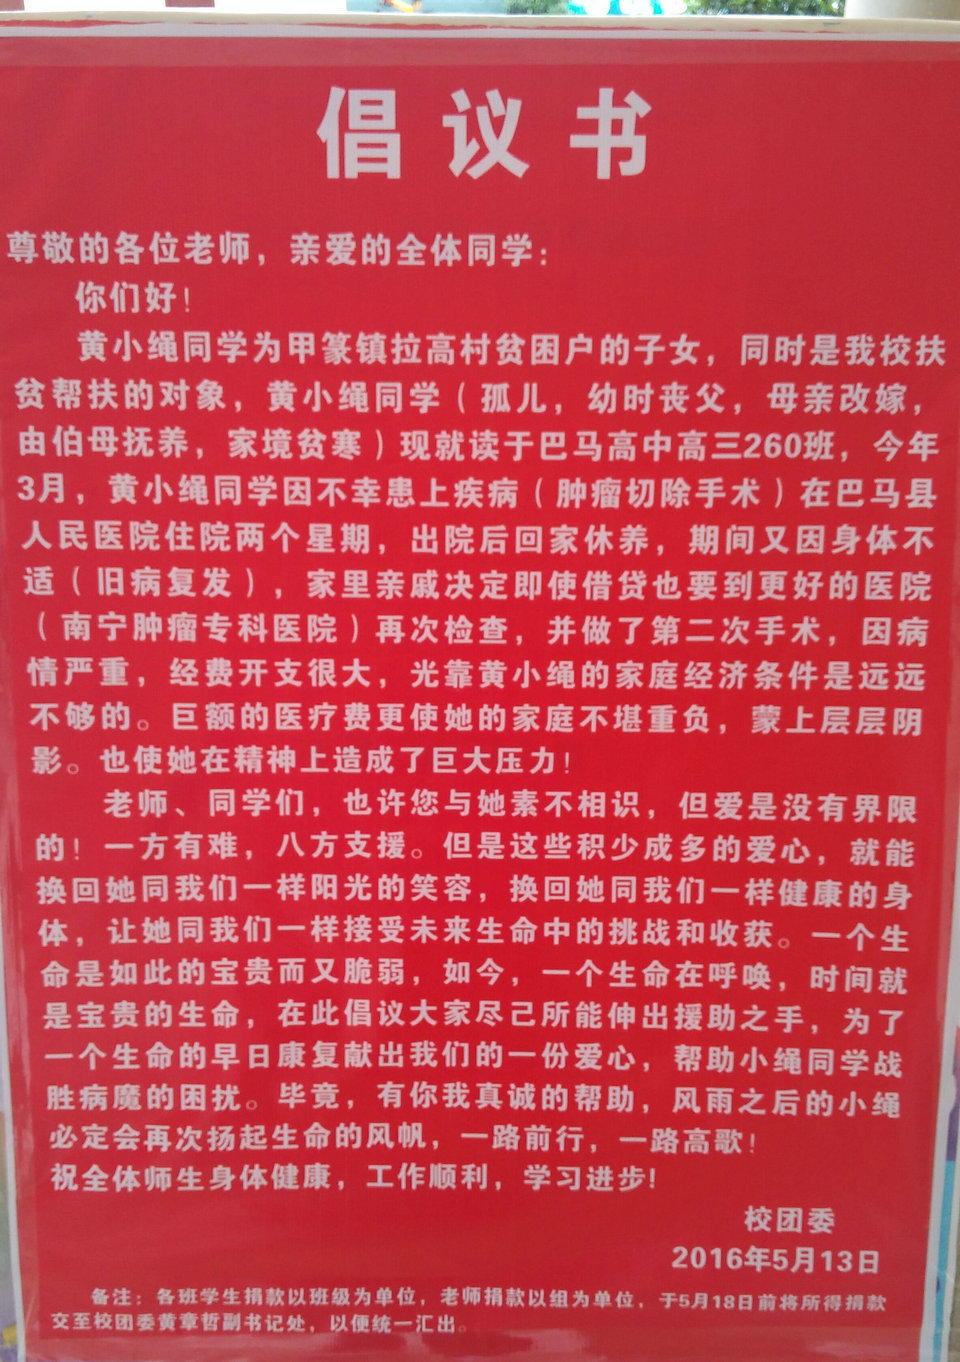 倡议书
尊敬的各位老师，亲爱的全体同学：
你们好！
黄小绳同学为甲篆镇拉高村贫困户的子女，同时是我校扶
贫帮扶的对象，黄小绳同学（孤儿，幼时丧父，母亲改嫁，
由伯母抚养，家境贫寒）现就读于巴马高中高三260班，今年
3月，黄小绳同学因不幸患上疾病（肿瘤切除手术）在巴马县
人民医院住院两个星期，出院后回家休养，期间又因身体不
适（旧病复发），家里亲戚决定即使借贷也要到更好的医院
（南宁肿瘤专科医院）再次检查，并做了第二次手术，因病
情严重，经费开支很大，光靠黄小绳的家庭经济条件是远远
不够的。巨额的医疗费更使她的家庭不堪重负，蒙上层层阴
影。也使她在精神上造成了巨大压力！
老师、同学们，也许您与她素不相识，但爱是没有界限
的！一方有难，八方支援。但是这些积少成多的爱心，就能
换回她同我们一样阳光的笑容，换回她同我们一样健康的身
体，让她同我们一样接受未来生命中的挑战和收获。一个生
命是如此的宝贵而又脆弱，如今，一个生命在呼唤，时间就
是宝贵的生命，在此倡议大家尽己所能伸出援助之手，为了
一个生命的早日康复献出我们的一份爱心，帮助小绳同学战
胜病魔的困扰。毕竟，有你我真诚的帮助，风雨之后的小绳
必定会再次扬起生命的风帆，一路前行，一路高歌！
祝全体师生身体健康，工作顺利，学习进步！
校团委
2016年5月13日
备注：各班学生捐款以班级为单位，老师捐款以组为单位，于5月18日前将所得捐款
交至校团委黄章哲副书记处，以便统一汇出。